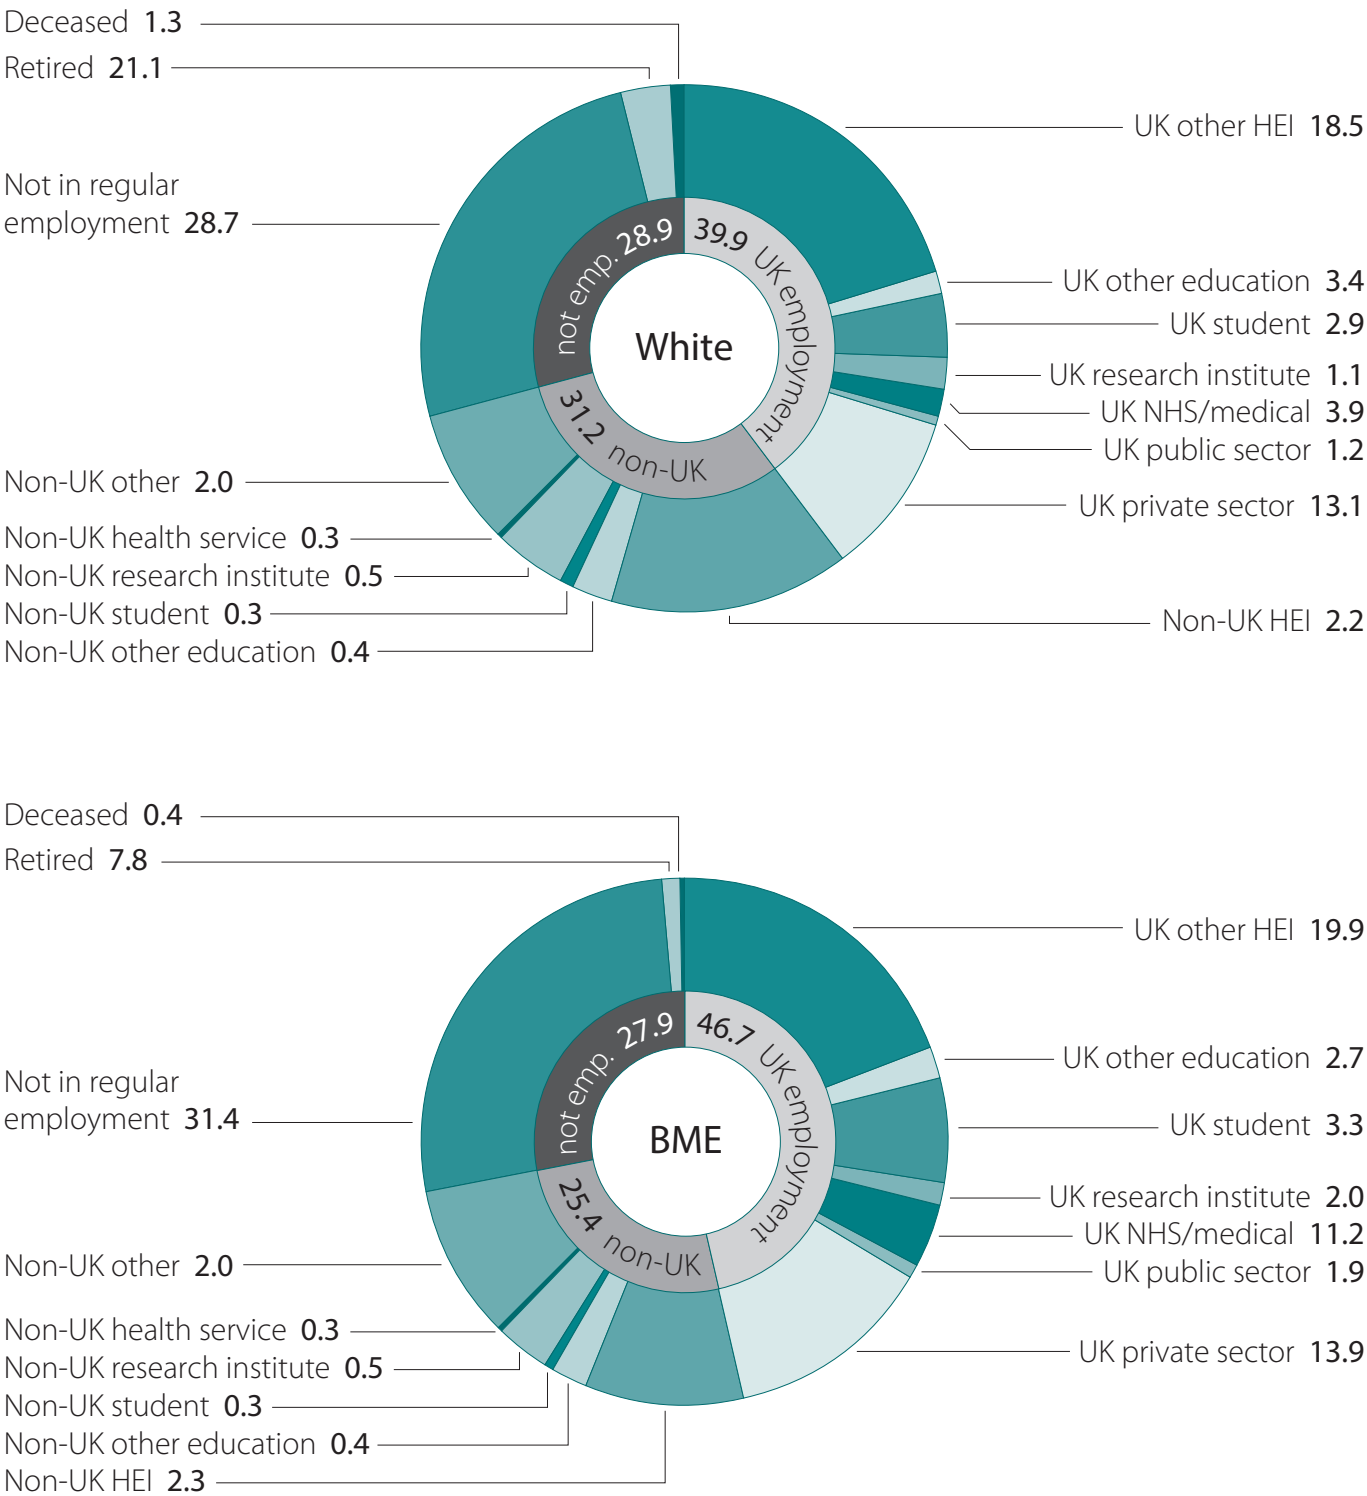 Deceased 1.3
Retired 21.1
UK other HEI 18.5
Not in regular
employment 28.7
not emp. 28.9
39.9 UK employment
UK other education 3.4
UK student 2.9
White
UK research institute 1.1
UK NHS/medical 3.9
UK public sector 1.2
31.2 non-UK
Non-UK other 2.0
UK private sector 13.1
Non-UK health service 0.3
Non-UK research institute 0.5
Non-UK student 0.3
Non-UK HEI 2.2
Non-UK other education 0.4
Deceased 0.4
Retired 7.8
UK other HEI 19.9
not emp. 27.9
46.7 UK employment
UK other education 2.7
Not in regular
employment 31.4
UK student 3.3
BME
UK research institute 2.0
UK NHS/medical 11.2
25.4 non-UK
Non-UK other 2.0
UK public sector 1.9
Non-UK health service 0.3
UK private sector 13.9
Non-UK research institute 0.5
Non-UK student 0.3
Non-UK other education 0.4
Non-UK HEI 2.3